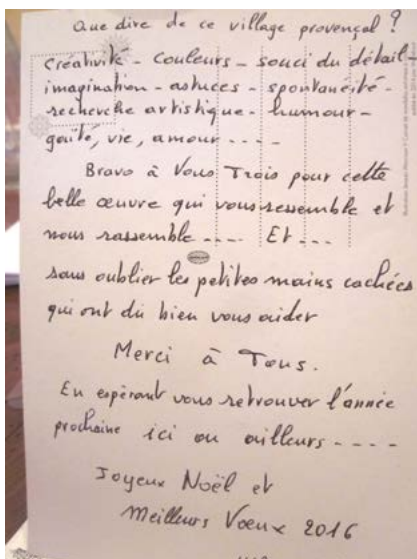 Que dire de ce village provençal ?
Créativité - couleurs - souci du détail -
imagination - astuces - spontanéité -
recherche artistique - humour -
gaïté, vie, amour - - - -
Bravo à Vous Trois pour cette
belle œuvre qui vous ressemble et
nous rassemble - - - - Et - - -
sans oublier les petites mains cachées
qui ont dû bien vous aider
Merci à Tous.
En espérant vous retrouver l'année
prochaine ici ou ailleurs - - - -
Joyeux Noël et
Meilleurs Vœux 2016